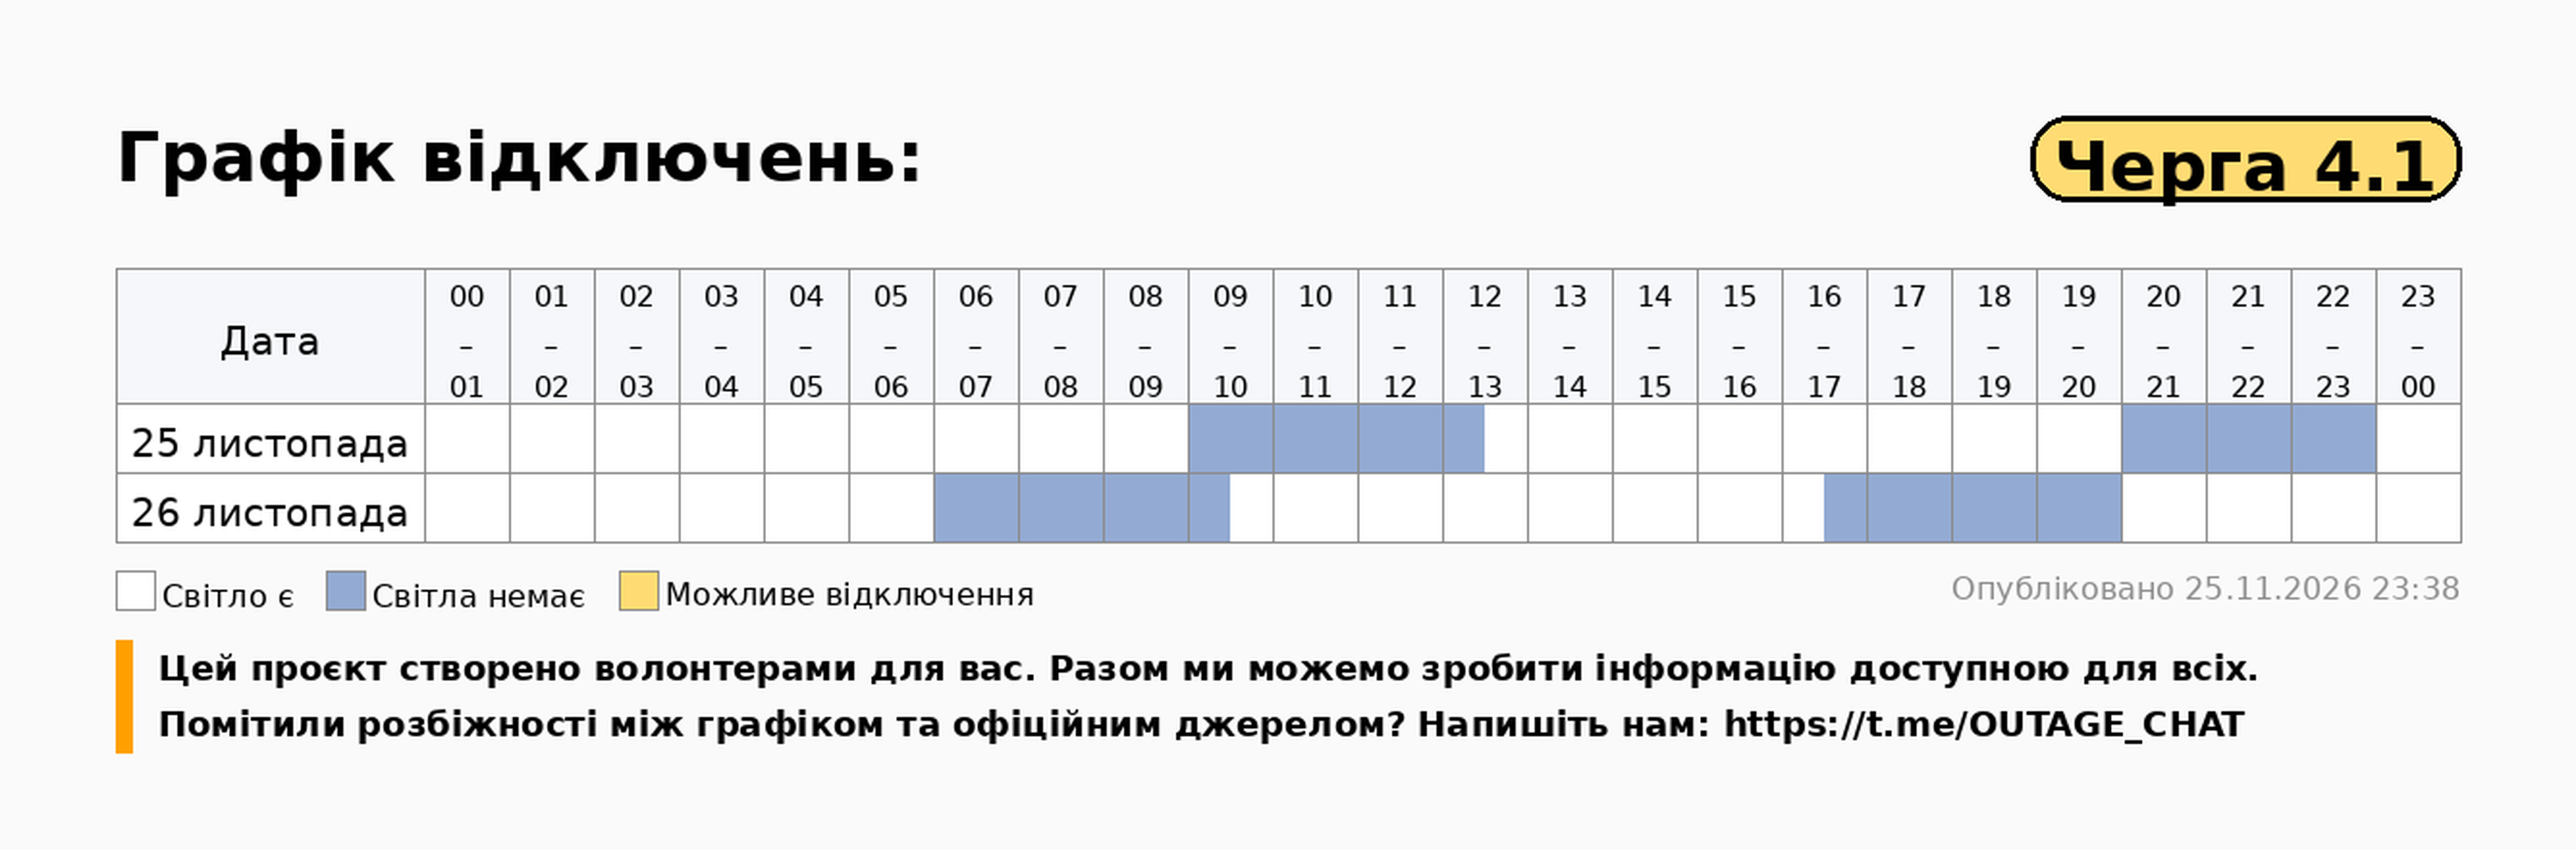 Графік відключень:
Черга 4.1
Дата 00 – 01 01 – 02 02 – 03 03 – 04 04 – 05 05 – 06 06 – 07 07 – 08 08 – 09 09 – 10 10 – 11 11 – 12 12 – 13 13 – 14 14 – 15 15 – 16 16 – 17 17 – 18 18 – 19 19 – 20 20 – 21 21 – 22 22 – 23 23 – 00
25 листопада
26 листопада
Світло є Світла немає Можливе відключення
Опубліковано 25.11.2026 23:38
Цей проєкт створено волонтерами для вас. Разом ми можемо зробити інформацію доступною для всіх.
Помітили розбіжності між графіком та офіційним джерелом? Напишіть нам: https://t.me/OUTAGE_CHAT